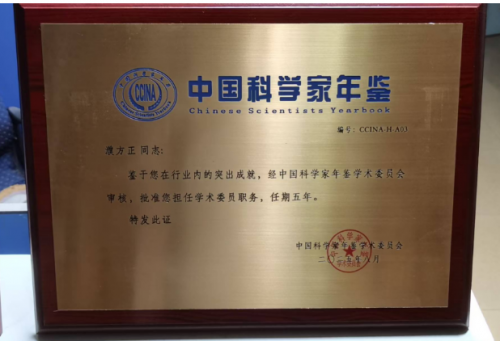 CCINA
中国科学家年鉴
Chinese Scientists Yearbook
编号：CCINA-H-A03
濮方正 同志：
鉴于您在行业内的突出成就，经中国科学家年鉴学术委员会
审核，批准您担任学术委员职务，任期五年。
特发此证
中国科学家年鉴学术委员会